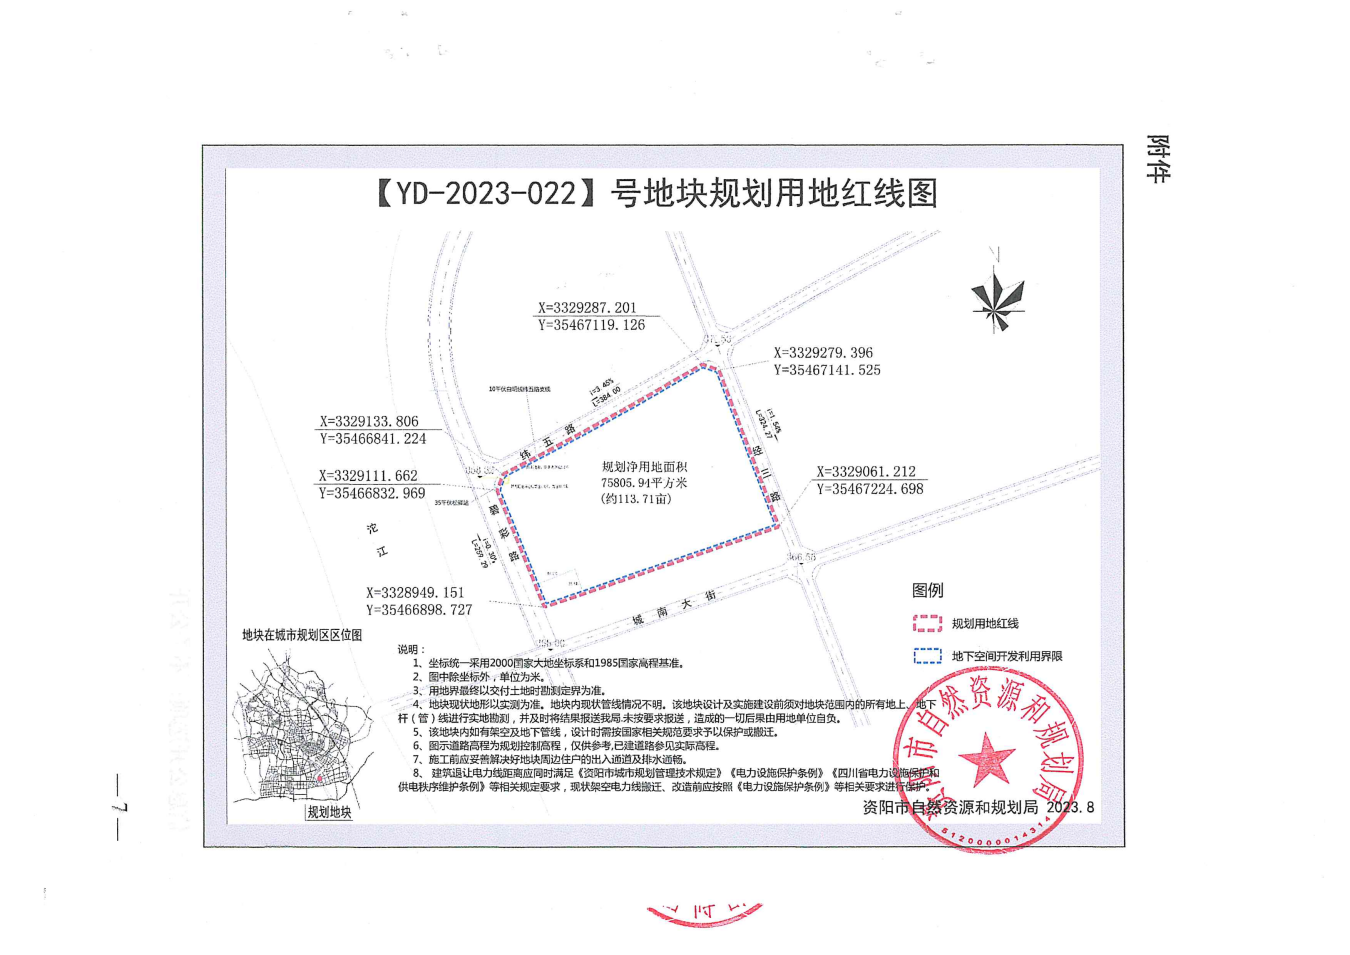 附件
【YD-2023-022】号地块规划用地红线图
X=3329287.201
Y=35467119.126
X=3329279.396
Y=35467141.525
X=3329133.806
Y=35466841.224
X=3329111.662
Y=35466832.969
X=3329061.212
Y=35467224.698
X=3328949.151
Y=35466898.727
i=3.45%
L=384.00
i=1.54%
L=324.27
i=0.30%
L=259.29
纬五路
城南大街
沱江
规划净用地面积
75805.94平方米
(约113.71亩)
图例
规划用地红线
地下空间开发利用界限
地块在城市规划区区位图
规划地块
说明：
1、坐标统一采用2000国家大地坐标系和1985国家高程基准。
2、图中除坐标外，单位为米。
3、用地界最终以交付土地时勘测定界为准。
4、地块现状地形以实测为准。地块内现状管线情况不明。该地块设计及实施建设前须对地块范围内的所有地上、地下
杆（管）线进行实地勘测，并及时将结果报送我局.未按要求报送，造成的一切后果由用地单位自负。
5、该地块内如有架空及地下管线，设计时需按国家相关规范要求予以保护或搬迁。
6、图示道路高程为规划控制高程，仅供参考,已建道路参见实际高程。
7、施工前应妥善解决好地块周边住户的出入通道及排水通畅。
8、 建筑退让电力线距离应同时满足《资阳市城市规划管理技术规定》《电力设施保护条例》《四川省电力设施保护和
供电秩序维护条例》等相关规定要求，现状架空电力线搬迁、改造前应按照《电力设施保护条例》等相关要求进行保护。
资阳市自然资源和规划局 2023.8
资阳市自然资源和规划局
—7—